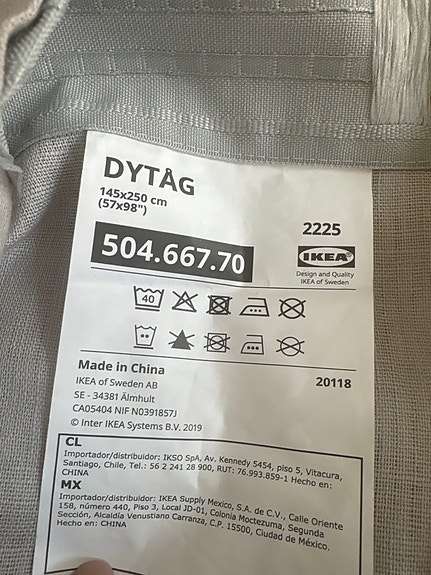 DYTÅG
145x250 cm
(57x98")
2225
504.667.70
IKEA
Design and Quality
IKEA of Sweden
40
Made in China
20118
IKEA of Sweden AB
SE - 34381 Älmhult
CA05404 NIF N0391857J
© Inter IKEA Systems B.V. 2019
CL
Importador/distribuidor: IKSO SpA, Av. Kennedy 5454, piso 5, Vitacura,
Santiago, Chile, Tel.: 56 2 241 28 900, RUT: 76.993.859-1 Hecho en:
CHINA
MX
Importador/distribuidor: IKEA Supply Mexico, S.A. de C.V., Calle Oriente
158, número 440, Piso 3, Local JD-01, Colonia Moctezuma, Segunda
Sección, Alcaldía Venustiano Carranza, C.P. 15500, Ciudad de México.
Hecho en: CHINA